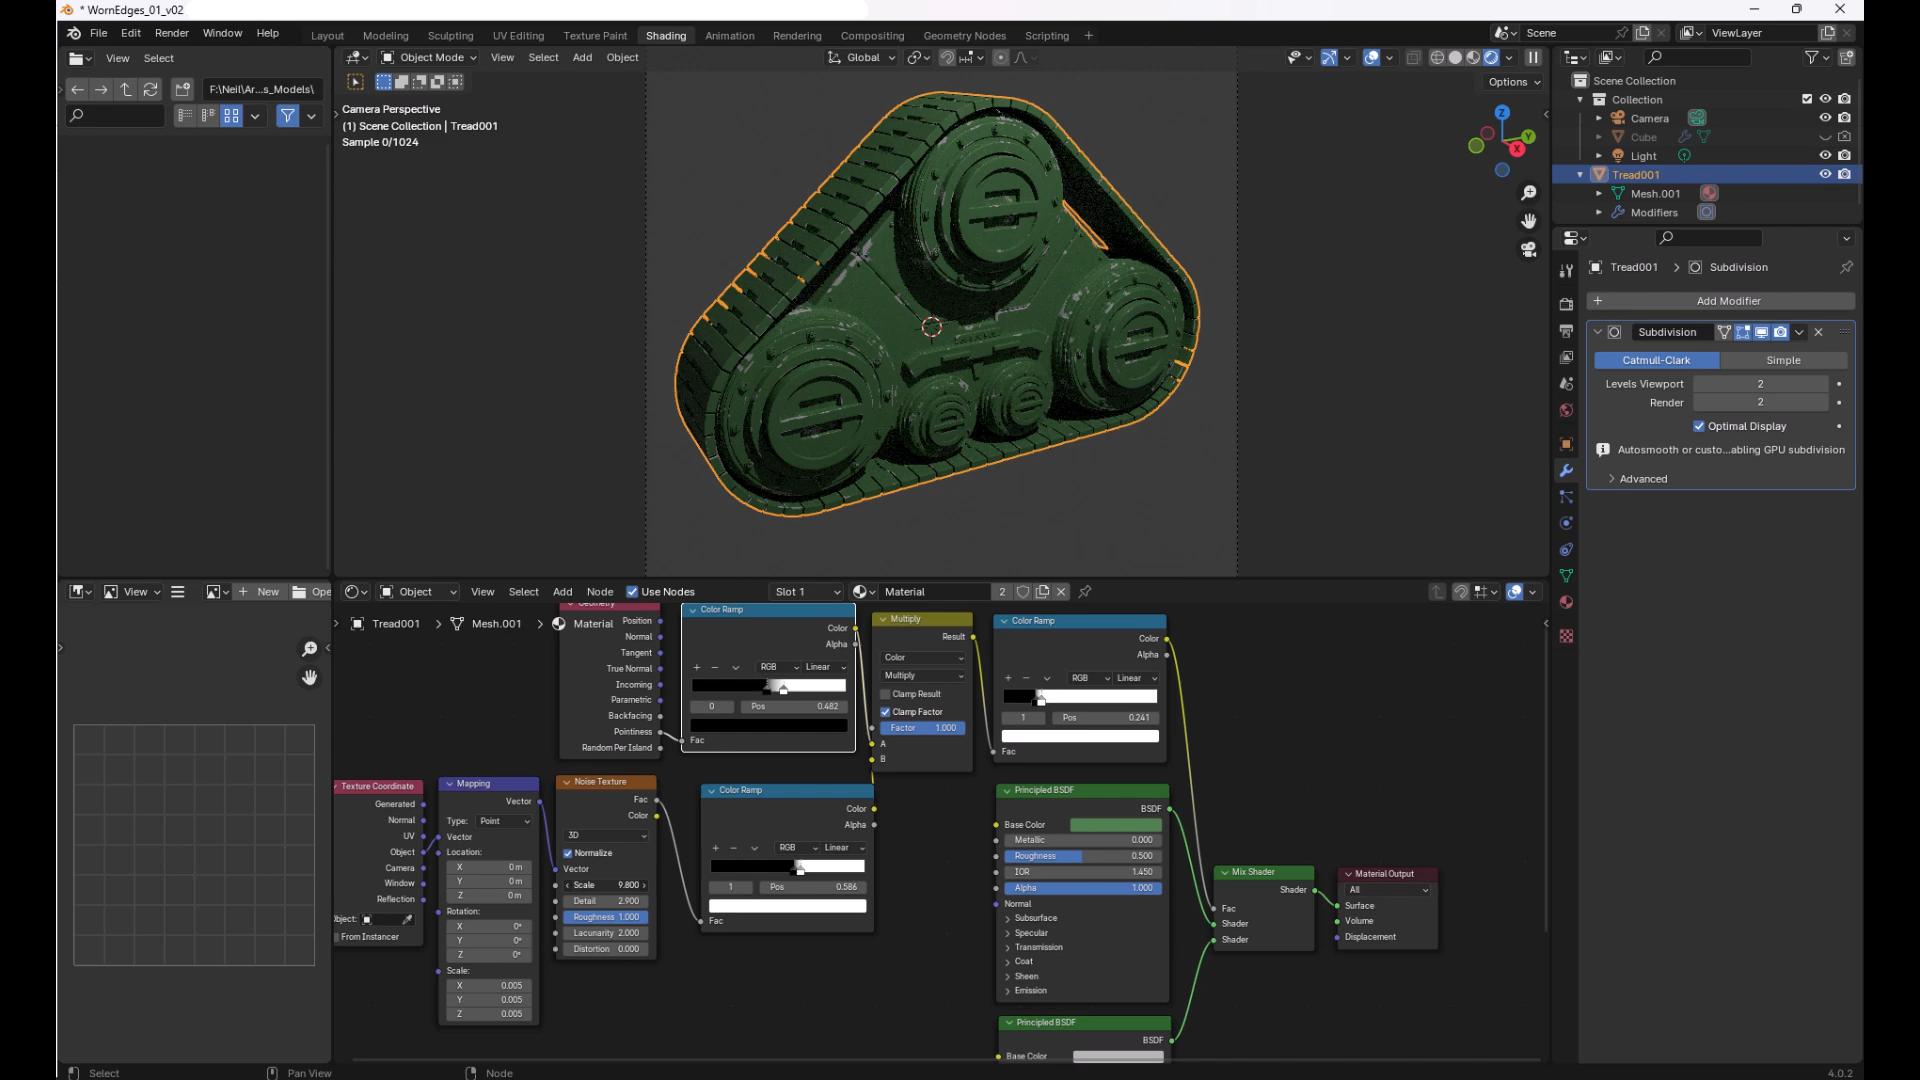 * WornEdges_01_v02
File Edit Render Window Help
Layout Modeling Sculpting UV Editing Texture Paint Shading Animation Rendering Compositing Geometry Nodes Scripting +
Scene
ViewLayer
View Select
F:\Neil\Ar...s_Models\
Object Mode View Select Add Object
Global
Options
Camera Perspective
(1) Scene Collection | Tread001
Sample 0/1024
Z
Y
X
Scene Collection
Collection
Camera
Cube
Light
Tread001
Mesh.001
Modifiers
Tread001 > Subdivision
+ Add Modifier
Subdivision
Catmull-Clark Simple
Levels Viewport 2
Render 2
Optimal Display
Autosmooth or custo...abling GPU subdivision
> Advanced
View
+ New
Ope
Object View Select Add Node Use Nodes
Slot 1
Material 2
Tread001 > Mesh.001 > Material
Geometry
Position
Normal
Tangent
True Normal
Incoming
Parametric
Backfacing
Pointiness
Random Per Island
Color Ramp
Color
Alpha
+ − RGB Linear
0 Pos 0.482
Fac
Multiply
Result
Color
Multiply
Clamp Result
Clamp Factor
Factor 1.000
A
B
Color Ramp
Color
Alpha
+ − RGB Linear
1 Pos 0.241
Fac
Texture Coordinate
Generated
Normal
UV
Object
Camera
Window
Reflection
bject:
From Instancer
Mapping
Vector
Type: Point
Vector
Location:
X 0 m
Y 0 m
Z 0 m
Rotation:
X 0°
Y 0°
Z 0°
Scale:
X 0.005
Y 0.005
Z 0.005
Noise Texture
Fac
Color
3D
Normalize
Vector
Scale 9.800
Detail 2.900
Roughness 1.000
Lacunarity 2.000
Distortion 0.000
Color Ramp
Color
Alpha
+ − RGB Linear
1 Pos 0.586
Fac
Principled BSDF
BSDF
Base Color
Metallic 0.000
Roughness 0.500
IOR 1.450
Alpha 1.000
Normal
> Subsurface
> Specular
> Transmission
> Coat
> Sheen
> Emission
Principled BSDF
BSDF
Base Color
Mix Shader
Shader
Fac
Shader
Shader
Material Output
All
Surface
Volume
Displacement
Select
Pan View
Node
4.0.2